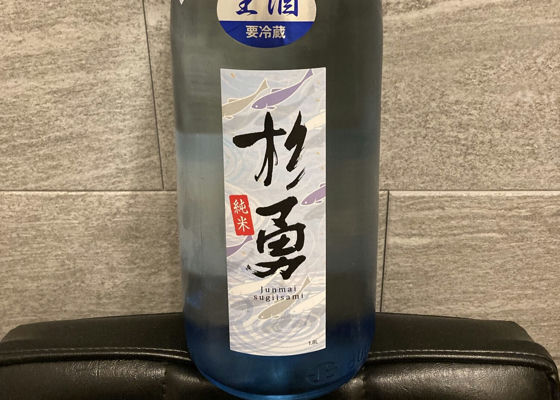 生酒
要冷蔵
杉勇
純米
Junmai
sugiisami
1.8L